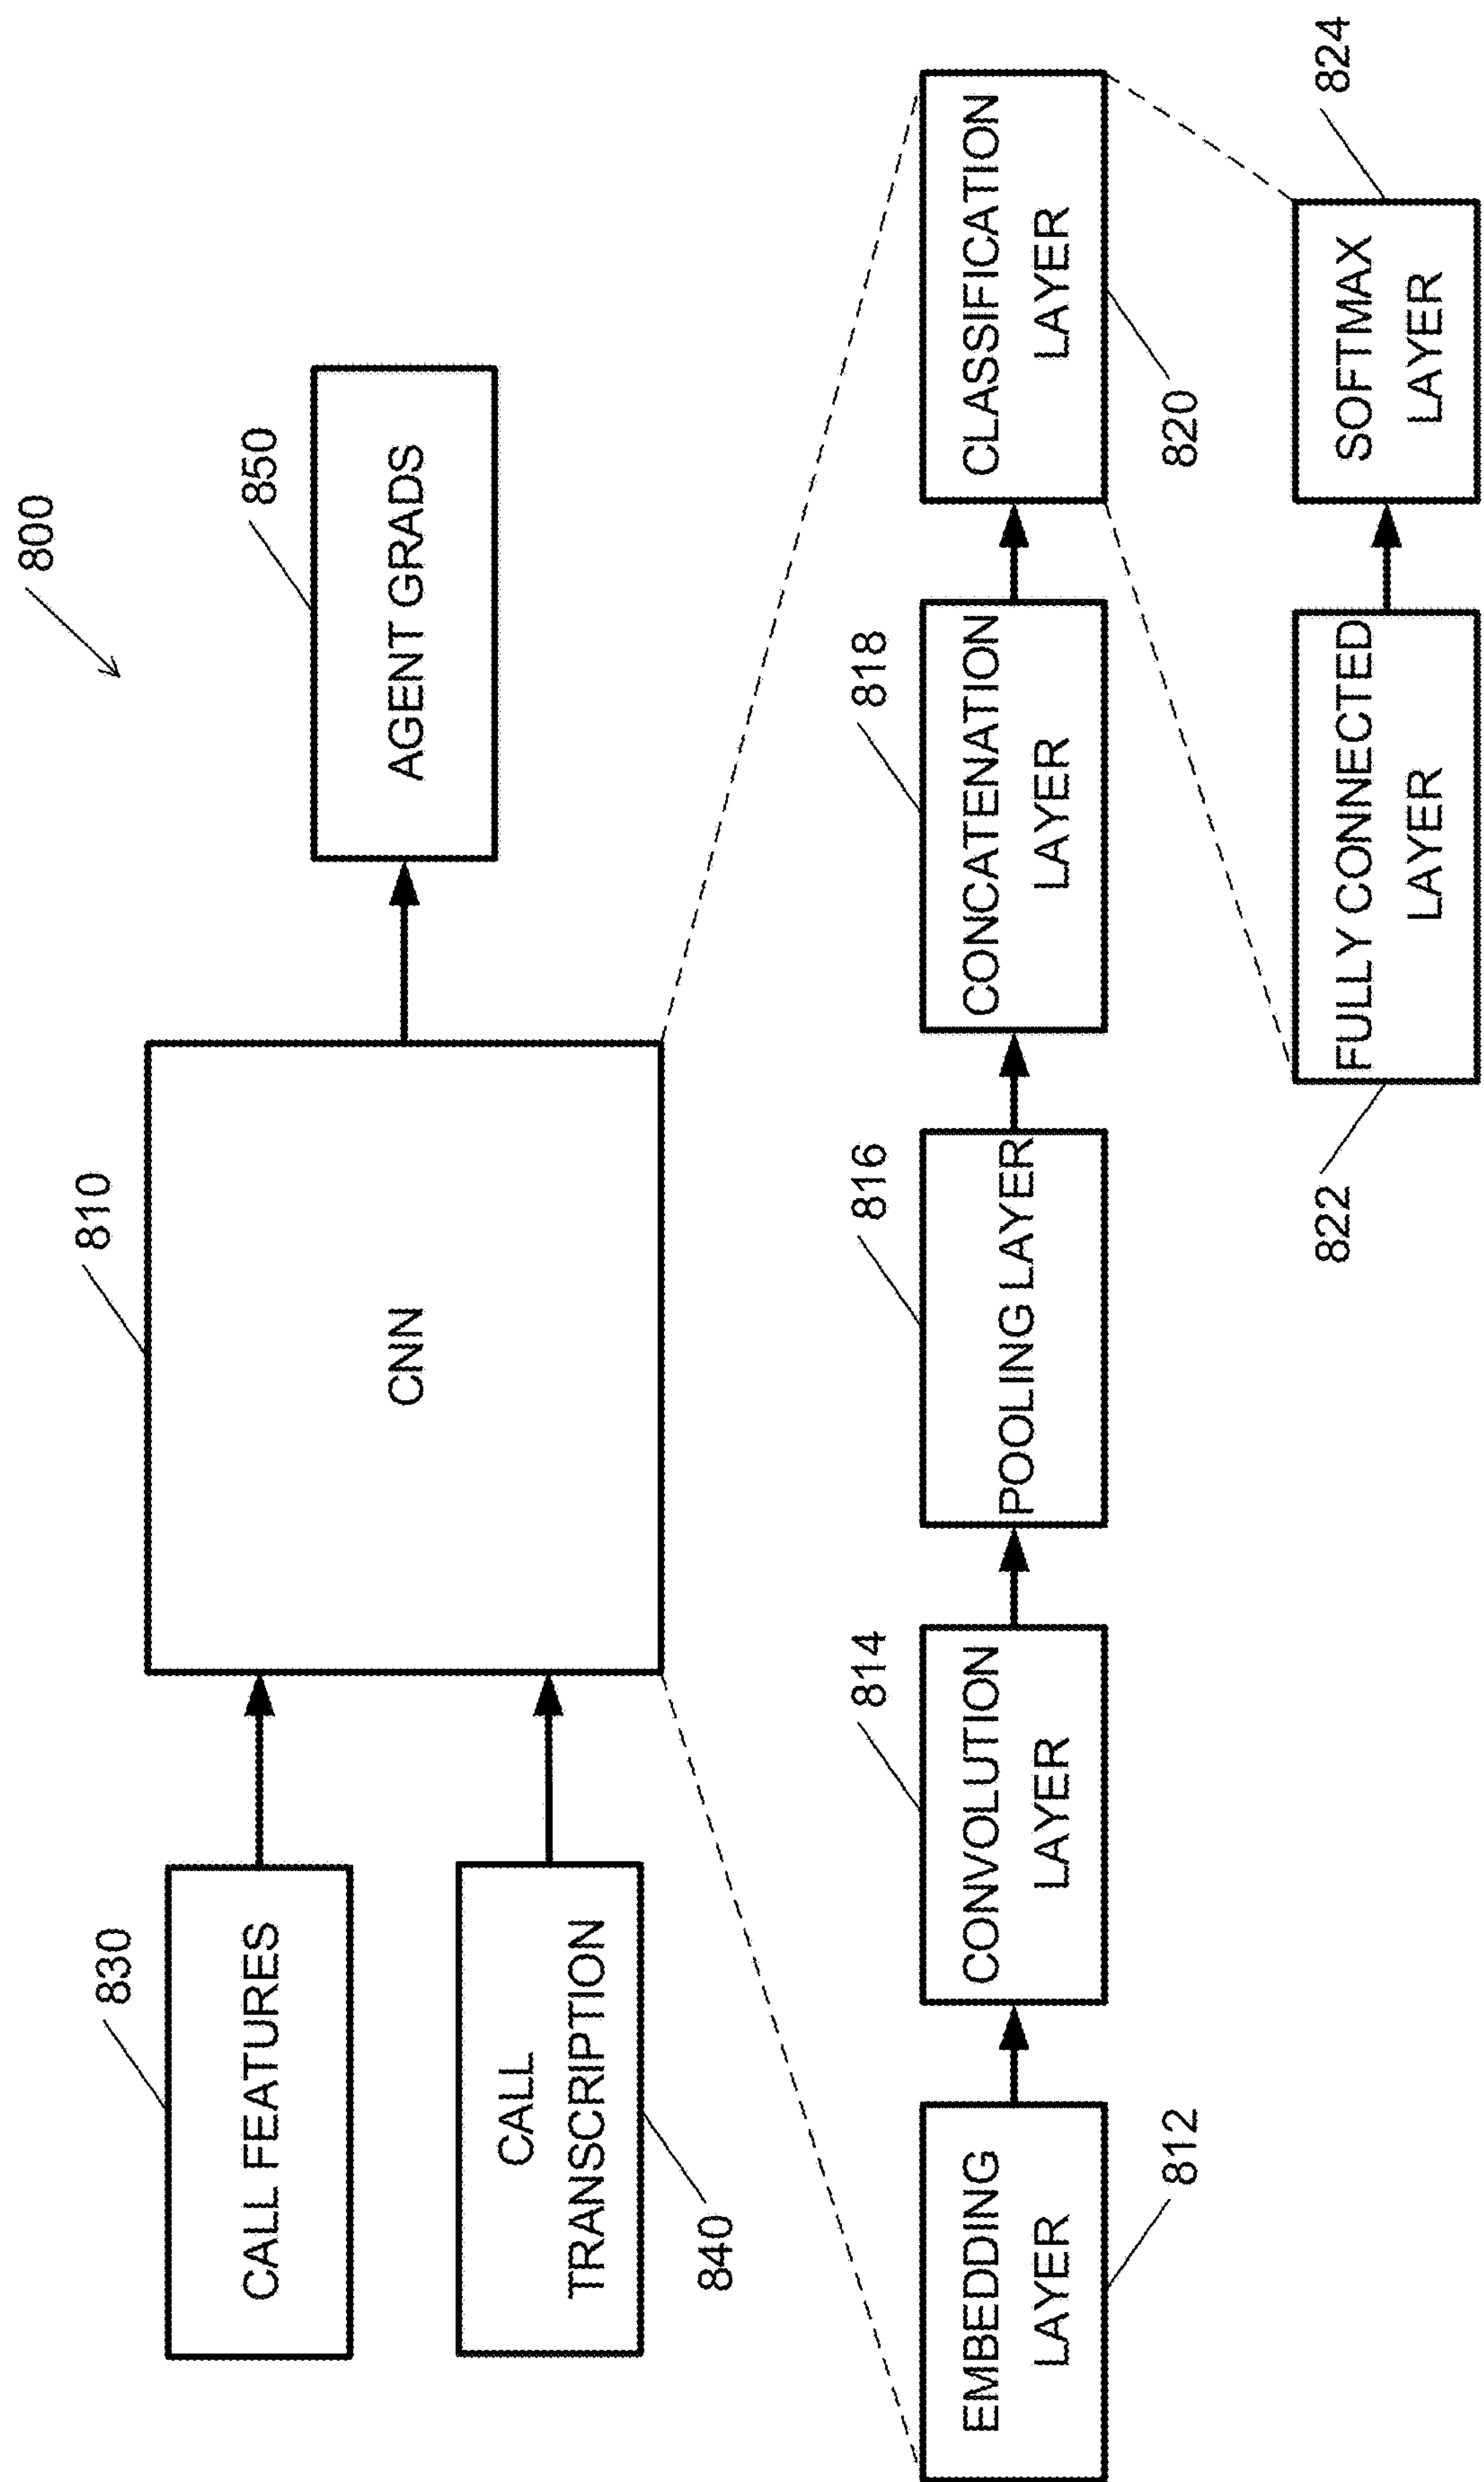 800
830
CALL FEATURES
CALL
TRANSCRIPTION
840
810
CNN
850
AGENT GRADS
EMBEDDING
LAYER
812
814
CONVOLUTION
LAYER
816
POOLING LAYER
818
CONCATENATION
LAYER
CLASSIFICATION
LAYER
820
FULLY CONNECTED
LAYER
822
824
SOFTMAX
LAYER